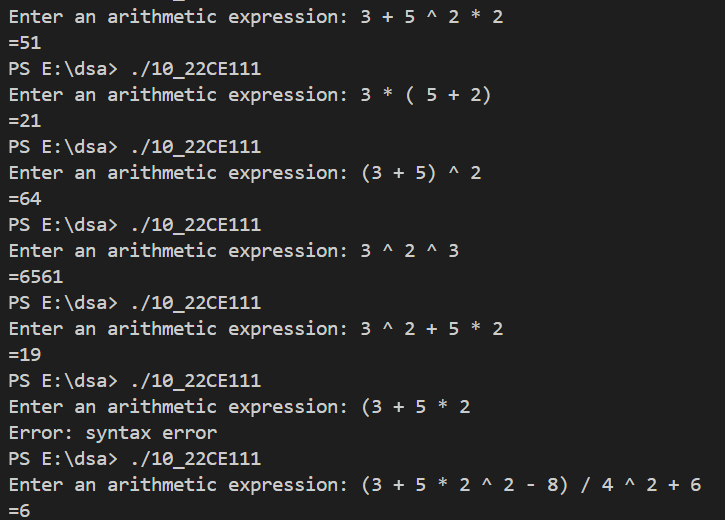 Enter an arithmetic expression: 3 + 5 ^ 2 * 2
=51
PS E:\dsa> ./10_22CE111
Enter an arithmetic expression: 3 * ( 5 + 2)
=21
PS E:\dsa> ./10_22CE111
Enter an arithmetic expression: (3 + 5) ^ 2
=64
PS E:\dsa> ./10_22CE111
Enter an arithmetic expression: 3 ^ 2 ^ 3
=6561
PS E:\dsa> ./10_22CE111
Enter an arithmetic expression: 3 ^ 2 + 5 * 2
=19
PS E:\dsa> ./10_22CE111
Enter an arithmetic expression: (3 + 5 * 2
Error: syntax error
PS E:\dsa> ./10_22CE111
Enter an arithmetic expression: (3 + 5 * 2 ^ 2 - 8) / 4 ^ 2 + 6
=6